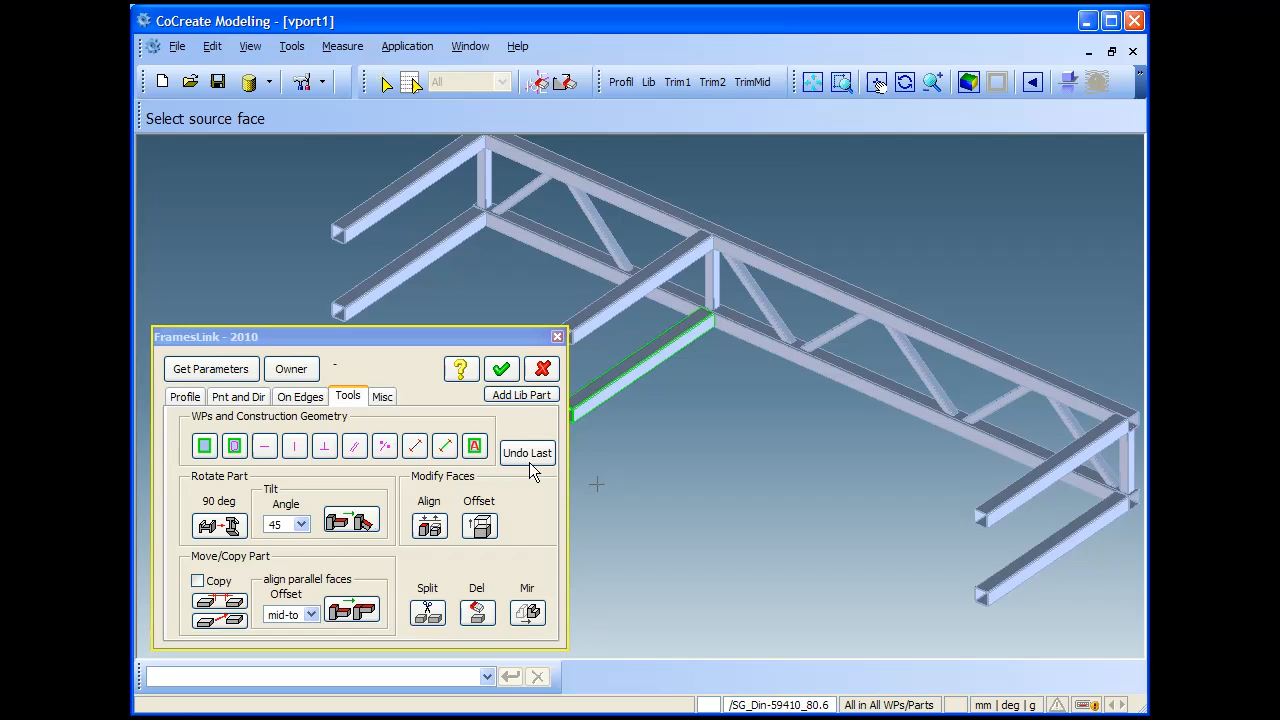 CoCreate Modeling - [vport1]
File Edit View Tools Measure Application Window Help
All Profil Lib Trim1 Trim2 TrimMid
Select source face
FramesLink - 2010
Get Parameters Owner -
Profile Pnt and Dir On Edges Tools Misc Add Lib Part
WPs and Construction Geometry
A
Undo Last
Rotate Part Modify Faces
90 deg Tilt Align Offset
Angle
45
Move/Copy Part
Copy align parallel faces Split Del Mir
Offset
mid-to
/SG_Din-59410_80.6 All in All WPs/Parts mm | deg | g